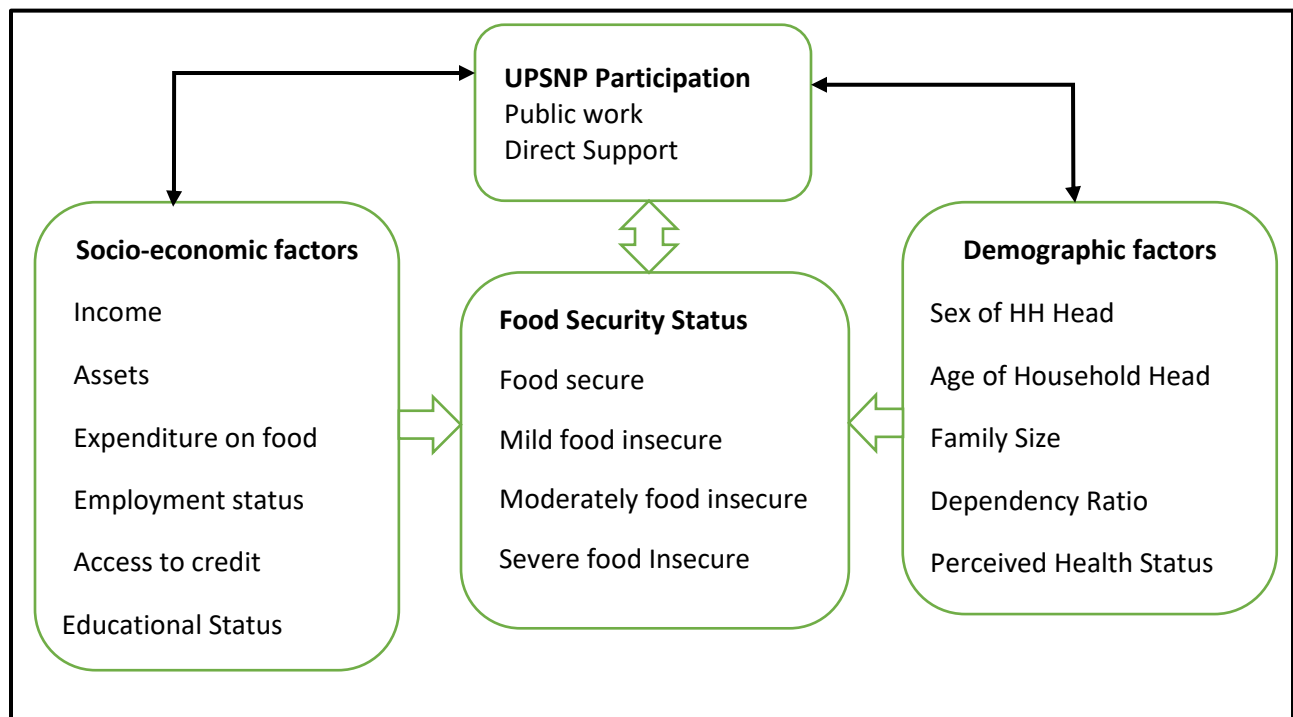 UPSNP Participation
Public work
Direct Support
Socio-economic factors
Income
Assets
Expenditure on food
Employment status
Access to credit
Educational Status
Food Security Status
Food secure
Mild food insecure
Moderately food insecure
Severe food Insecure
Demographic factors
Sex of HH Head
Age of Household Head
Family Size
Dependency Ratio
Perceived Health Status